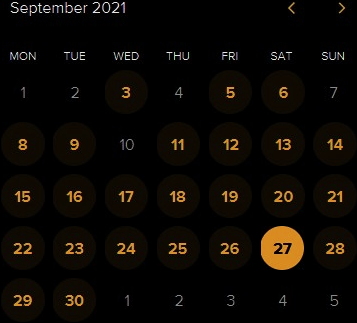 September 2021
MON TUE WED THU FRI SAT SUN
1 2 3 4 5 6 7
8 9 10 11 12 13 14
15 16 17 18 19 20 21
22 23 24 25 26 27 28
29 30 1 2 3 4 5